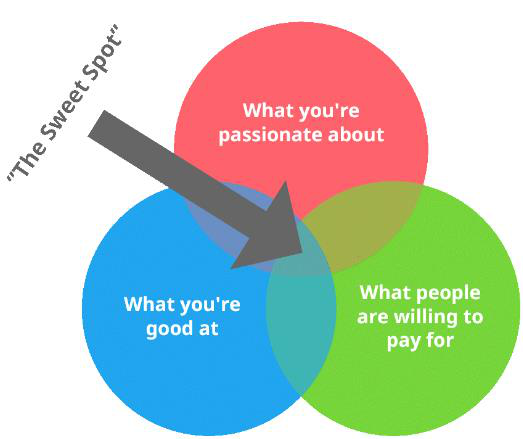 "The Sweet Spot"
What you're
passionate about
What you're
good at
What people
are willing to
pay for